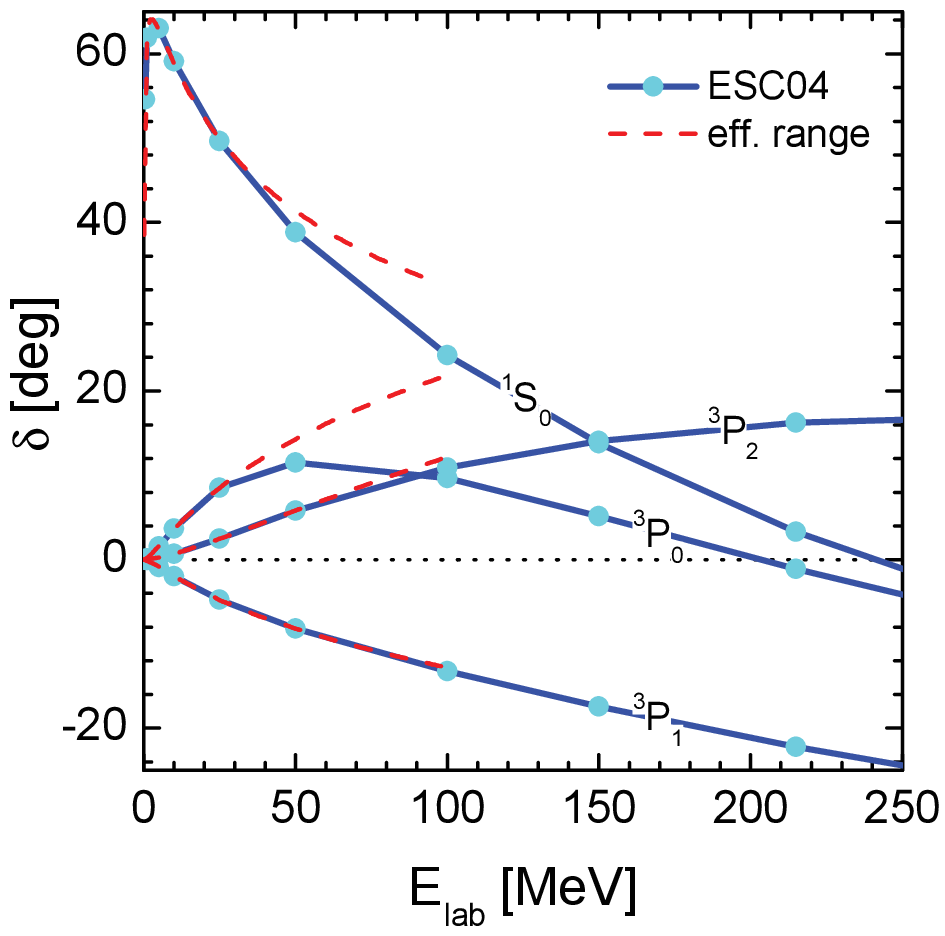 60
40
20
0
-20
δ [deg]
ESC04
eff. range
¹S₀
³P₂
³P₀
³P₁
0 50 100 150 200 250
E_lab [MeV]